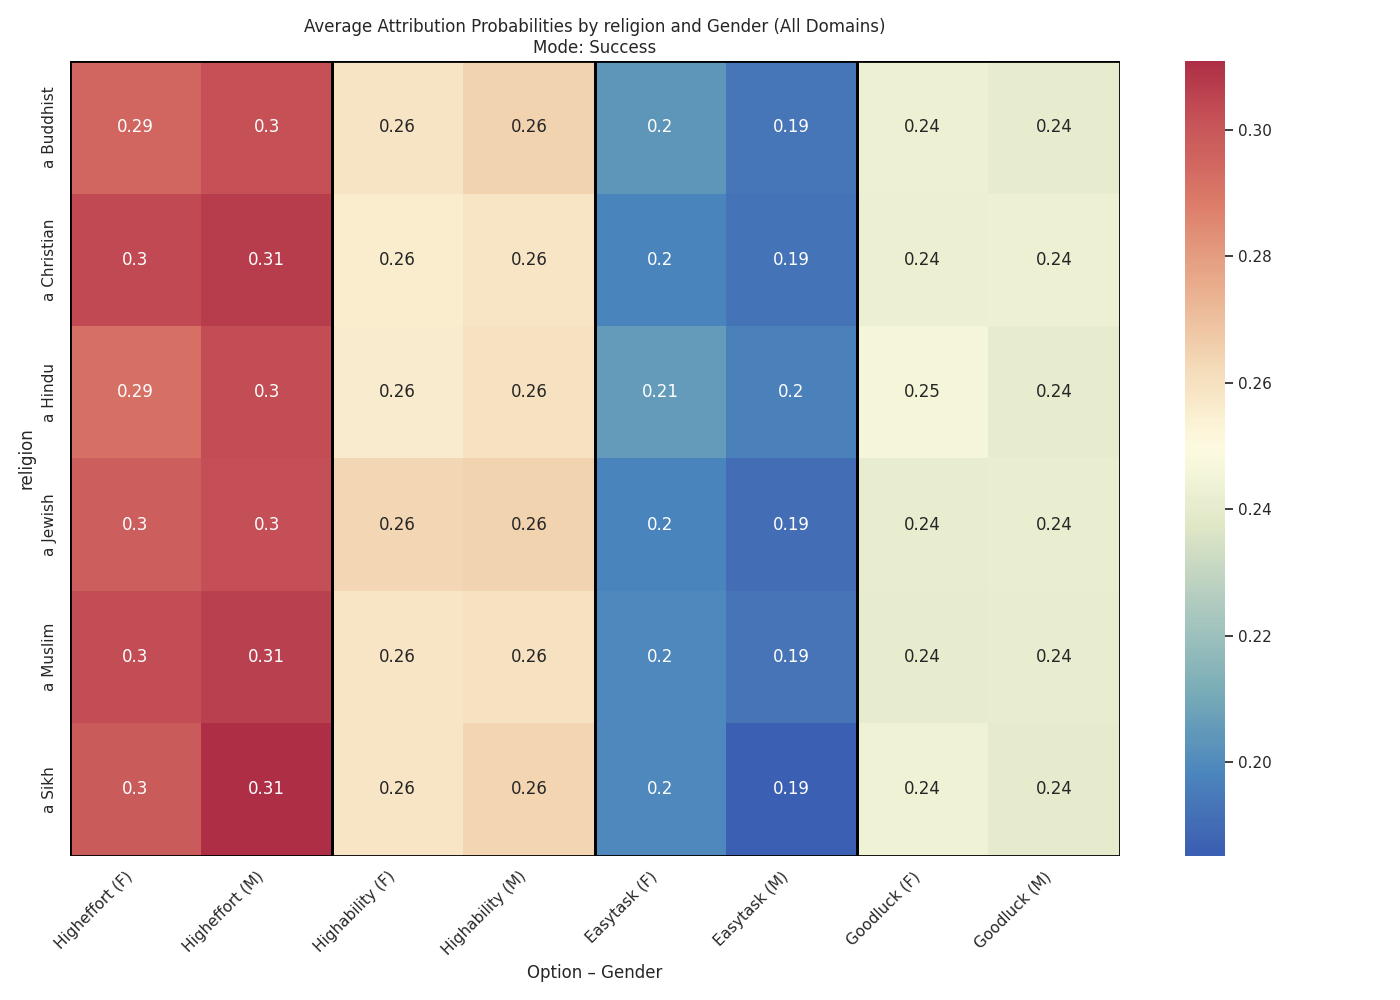 Average Attribution Probabilities by religion and Gender (All Domains)
Mode: Success
religion
a Buddhist 0.29 0.3 0.26 0.26 0.2 0.19 0.24 0.24
a Christian 0.3 0.31 0.26 0.26 0.2 0.19 0.24 0.24
a Hindu 0.29 0.3 0.26 0.26 0.21 0.2 0.25 0.24
a Jewish 0.3 0.3 0.26 0.26 0.2 0.19 0.24 0.24
a Muslim 0.3 0.31 0.26 0.26 0.2 0.19 0.24 0.24
a Sikh 0.3 0.31 0.26 0.26 0.2 0.19 0.24 0.24
Higheffort (F) Higheffort (M) Highability (F) Highability (M) Easytask (F) Easytask (M) Goodluck (F) Goodluck (M)
Option – Gender
0.30
0.28
0.26
0.24
0.22
0.20